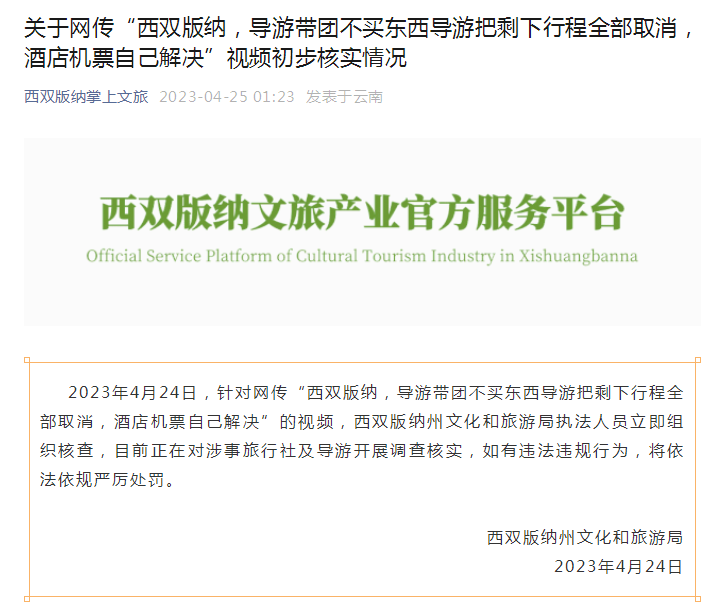 关于网传“西双版纳，导游带团不买东西导游把剩下行程全部取消，
酒店机票自己解决”视频初步核实情况
西双版纳掌上文旅 2023-04-25 01:23 发表于云南
西双版纳文旅产业官方服务平台
Official Service Platform of Cultural Tourism Industry in Xishuangbanna
2023年4月24日，针对网传“西双版纳，导游带团不买东西导游把剩下行程全
部取消，酒店机票自己解决”的视频，西双版纳州文化和旅游局执法人员立即组
织核查，目前正在对涉事旅行社及导游开展调查核实，如有违法违规行为，将依
法依规严厉处罚。
西双版纳州文化和旅游局
2023年4月24日